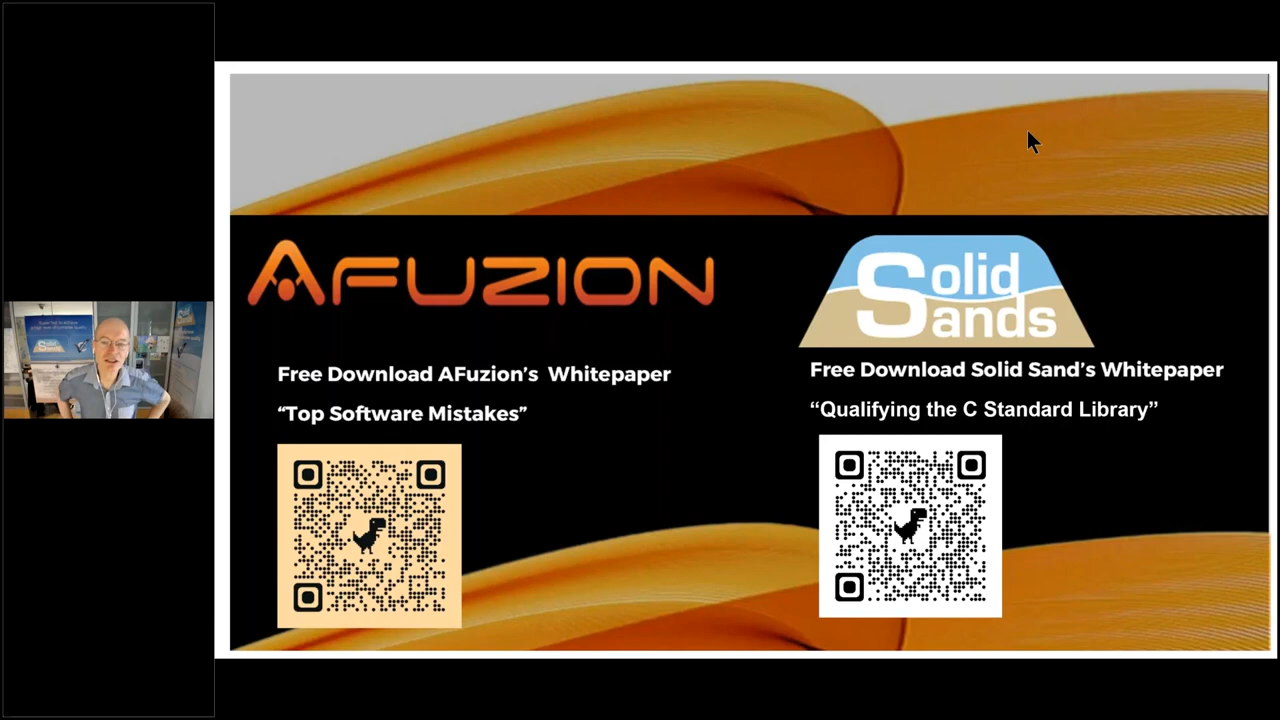 AFUZION
Solid
Sands
Free Download AFuzion’s Whitepaper
“Top Software Mistakes”
Free Download Solid Sand’s Whitepaper
“Qualifying the C Standard Library”